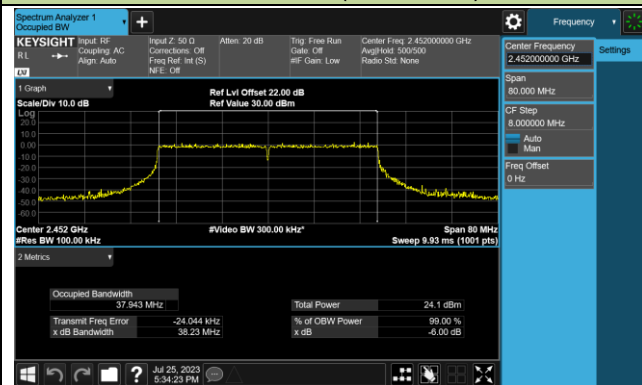 Spectrum Analyzer 1
Occupied BW
+
Frequency
KEYSIGHT
Input: RF
Input Z: 50 Ω
Atten: 20 dB
Trig: Free Run
Center Freq: 2.452000000 GHz
RL
Coupling: AC
Corrections: Off
Gate: Off
Avg|Hold: 500/500
Align: Auto
Freq Ref: Int (S)
#IF Gain: Low
Radio Std: None
NFE: Off
LXI
Center Frequency
2.452000000 GHz
Settings
Span
80.000 MHz
CF Step
8.000000 MHz
Auto
Man
Freq Offset
0 Hz
1 Graph
Ref Lvl Offset 22.00 dB
Scale/Div 10.0 dB
Ref Value 30.00 dBm
Log
20.0
10.0
0.00
-10.0
-20.0
-30.0
-40.0
-50.0
-60.0
Center 2.452 GHz
#Video BW 300.00 kHz*
Span 80 MHz
#Res BW 100.00 kHz
Sweep 9.93 ms (1001 pts)
2 Metrics
Occupied Bandwidth
37.943 MHz
Total Power
24.1 dBm
Transmit Freq Error
-24.044 kHz
% of OBW Power
99.00 %
x dB Bandwidth
38.23 MHz
x dB
-6.00 dB
?
Jul 25, 2023
5:34:23 PM